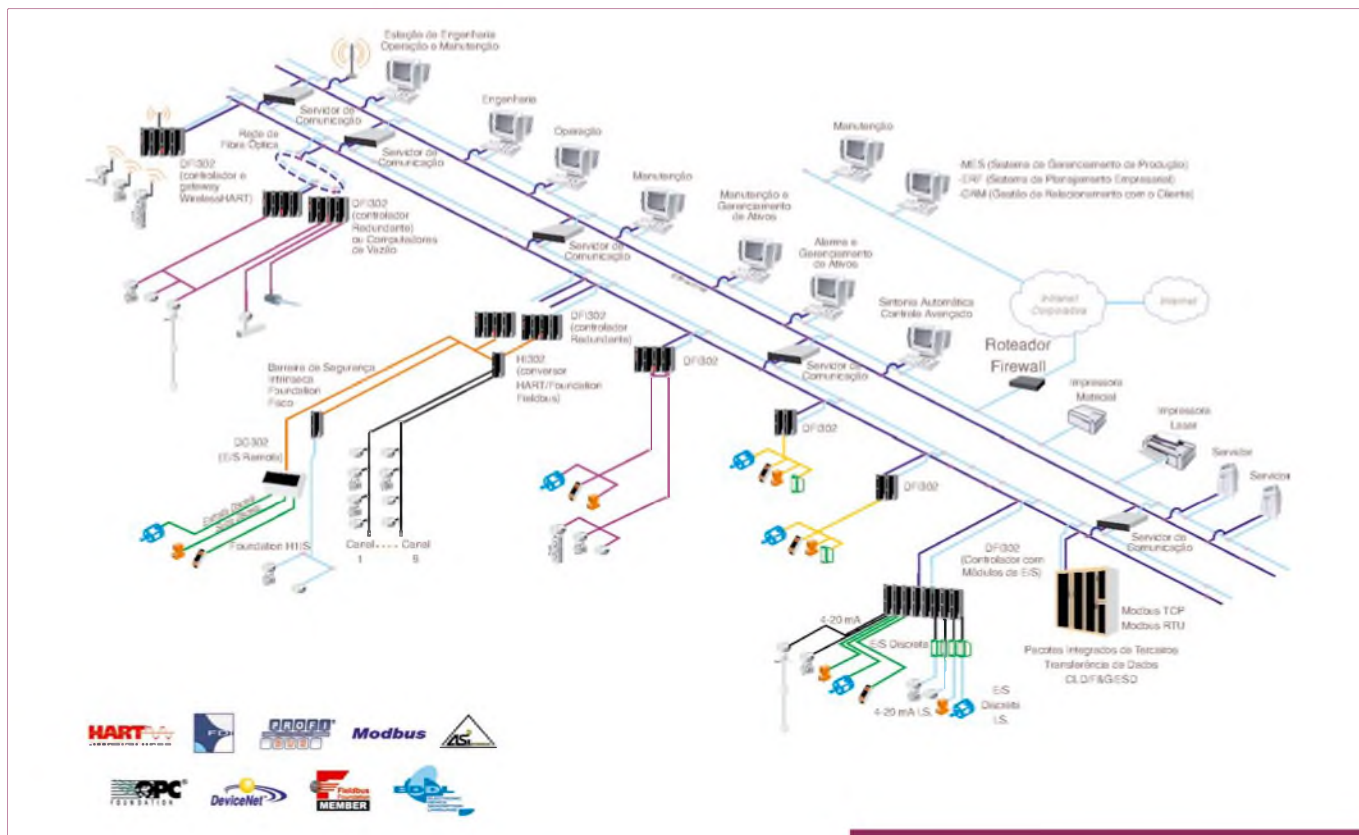 Estação de Engenharia
Operação e Manutenção
Engenharia
Operação
Manutenção
Manutenção e
Gerenciamento
de Ativos
Alarme e
Gerenciamento
de Ativos
Sintonia Automática
Controle Avançado
Servidor de
Comunicação
Servidor de
Comunicação
Servidor de
Comunicação
Servidor de
Comunicação
Servidor de
Comunicação
Rede de
Fibra Óptica
DFI302
(controlador e
gateway
WirelessHART)
DFI302
(controlador
Redundante)
ou Computadores
de Vazão
Manutenção
-MES (Sistema de Gerenciamento de Produção)
-ERP (Sistema de Planejamento Empresarial)
-CRM (Gestão de Relacionamento com o Cliente)
Intranet
Corporativa
Internet
Roteador
Firewall
Impressora
Matricial
Impressora
Laser
Servidor
Servidor
DFI302
(controlador
Redundante)
HI302
(conversor
HART/Foundation
Fieldbus)
Barreira de Segurança
Intrínseca
Foundation
Fisco
DC302
(E/S Remota)
Foundation H1 IS
Canal
1
Canal
8
DFI302
DFI302
DFI302
DFI302
(Controlador com
Módulos de E/S)
Modbus TCP
Modbus RTU
Pacotes Integrados de Terceiros
Transferência de Dados
4-20 mA
E/S Discreta
4-20 mA I.S.
E/S
Discreta
I.S.
HART
FDT
PROFI
BUS
Modbus
ASi
OPC
FOUNDATION
DeviceNet
Fieldbus
Foundation
MEMBER
EDDL